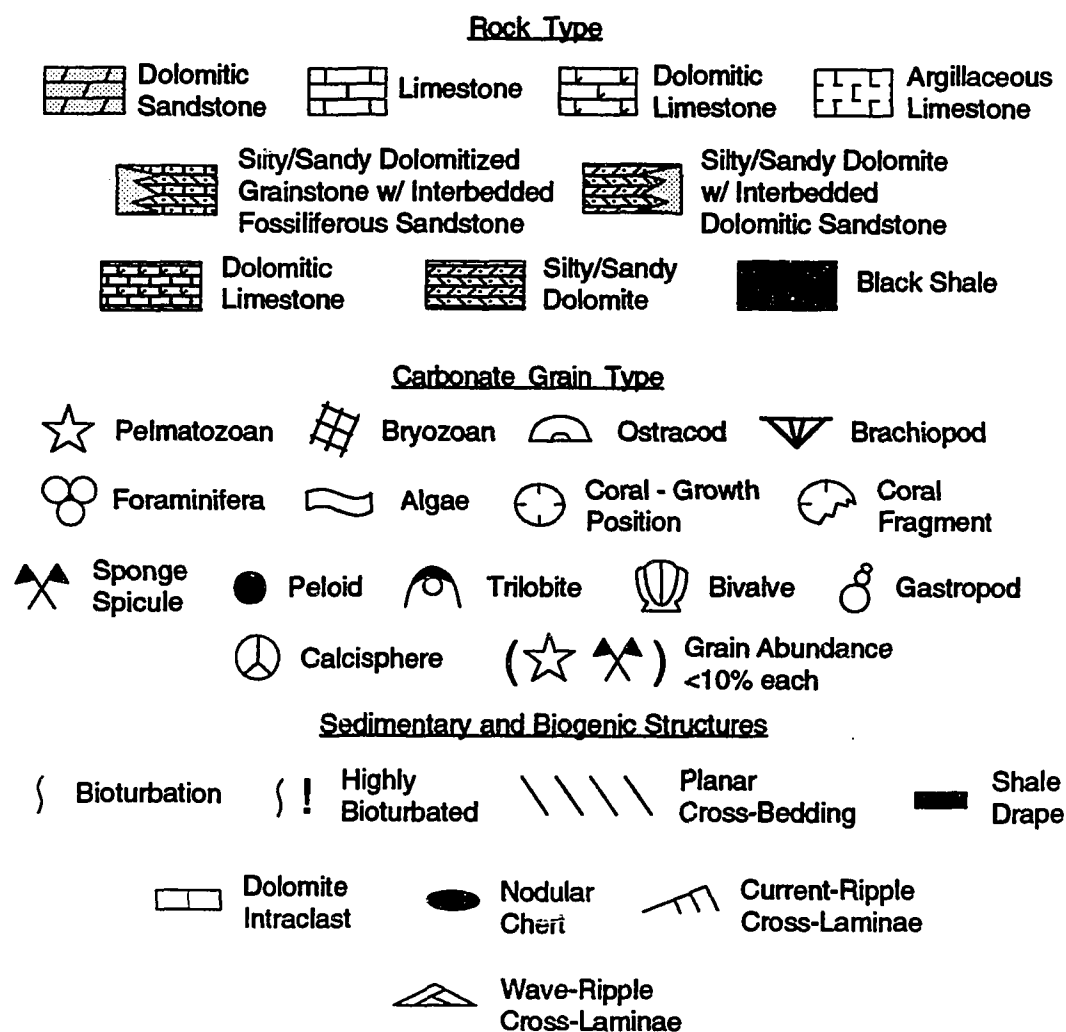 Rock Type
Dolomitic
Sandstone
Limestone
Dolomitic
Limestone
Argillaceous
Limestone
Silty/Sandy Dolomitized
Grainstone w/ Interbedded
Fossiliferous Sandstone
Silty/Sandy Dolomite
w/ Interbedded
Dolomitic Sandstone
Dolomitic
Limestone
Silty/Sandy
Dolomite
Black Shale
Carbonate Grain Type
Pelmatozoan
Bryozoan
Ostracod
Brachiopod
Foraminifera
Algae
Coral - Growth
Position
Coral
Fragment
Sponge
Spicule
Peloid
Trilobite
Bivalve
Gastropod
Calcisphere
Grain Abundance
<10% each
Sedimentary and Biogenic Structures
Bioturbation
Highly
Bioturbated
Planar
Cross-Bedding
Shale
Drape
Dolomite
Intraclast
Nodular
Chert
Current-Ripple
Cross-Laminae
Wave-Ripple
Cross-Laminae